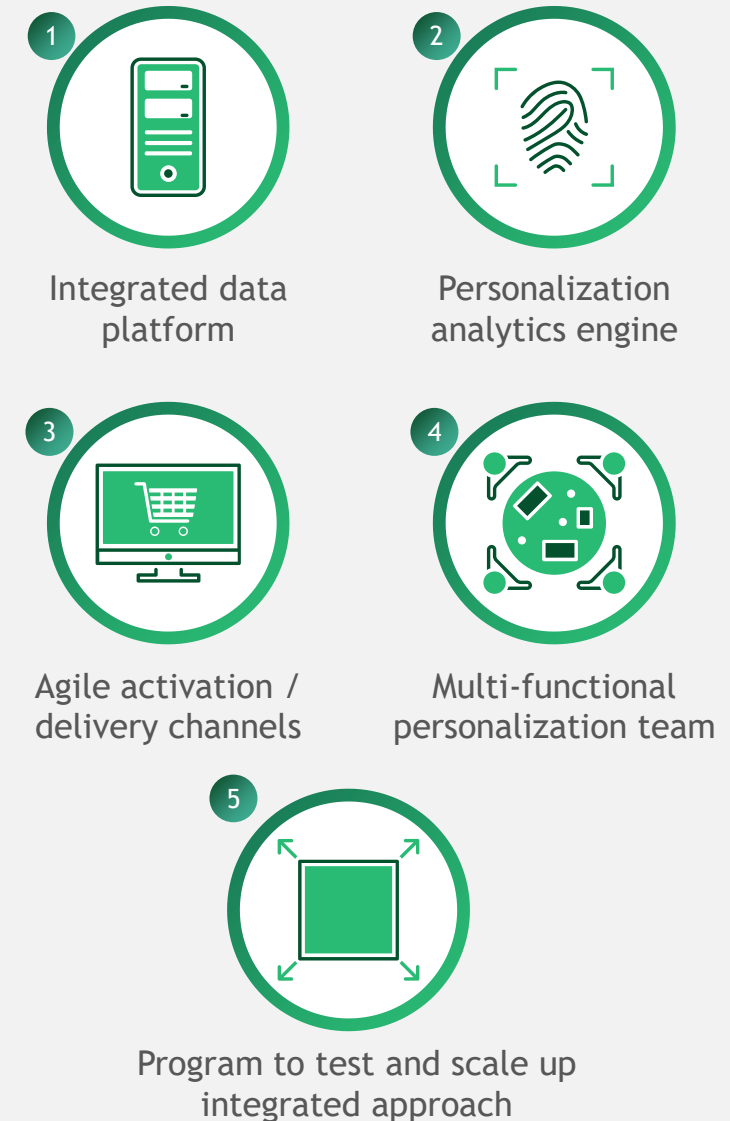 1
Integrated data
platform
2
Personalization
analytics engine
3
Agile activation /
delivery channels
4
Multi-functional
personalization team
5
Program to test and scale up
integrated approach